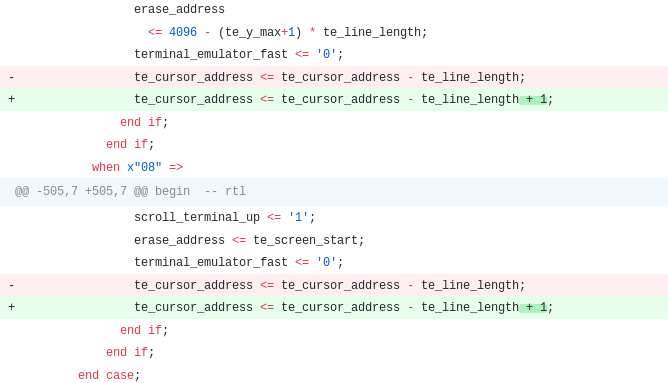 erase_address
<= 4096 - (te_y_max+1) * te_line_length;
terminal_emulator_fast <= '0';
- te_cursor_address <= te_cursor_address - te_line_length;
+ te_cursor_address <= te_cursor_address - te_line_length + 1;
end if;
end if;
when x"08" =>
@@ -505,7 +505,7 @@ begin -- rtl
scroll_terminal_up <= '1';
erase_address <= te_screen_start;
terminal_emulator_fast <= '0';
- te_cursor_address <= te_cursor_address - te_line_length;
+ te_cursor_address <= te_cursor_address - te_line_length + 1;
end if;
end if;
end case;